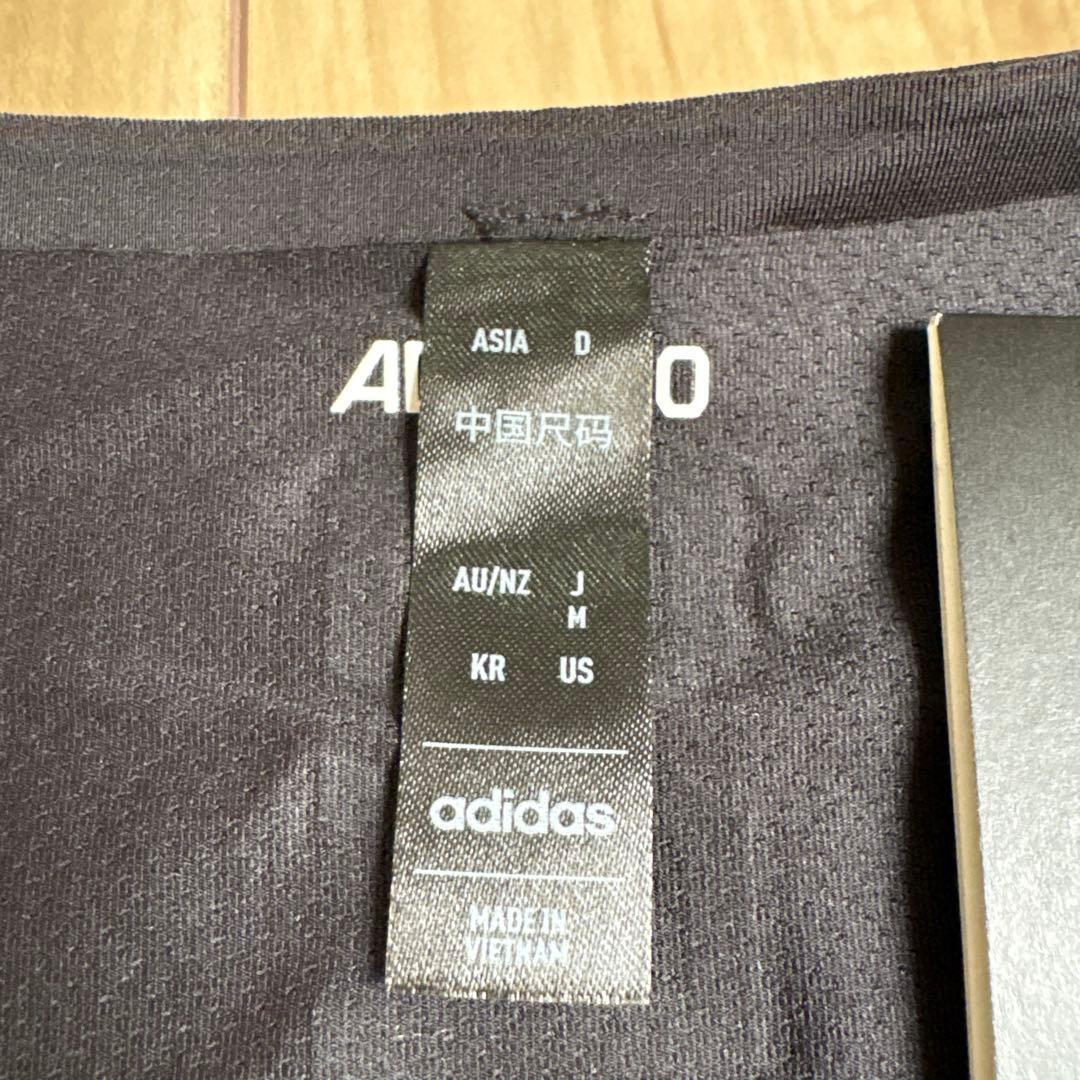 ASIA D
中国尺码
AU/NZ J
M
KR US
adidas
MADE IN
VIETNAM